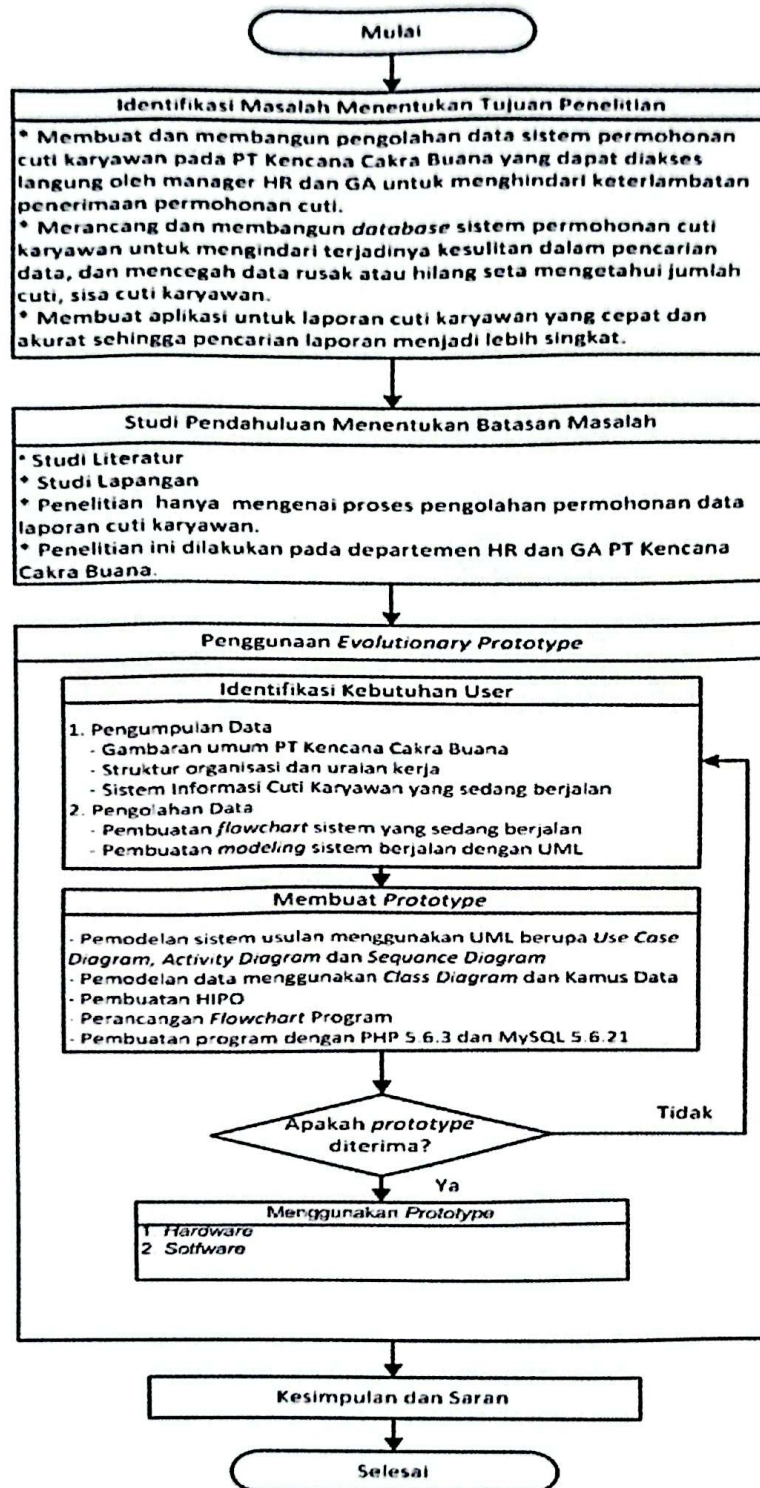 Mulai
Identifikasi Masalah Menentukan Tujuan Penelitian
* Membuat dan membangun pengolahan data sistem permohonan
cuti karyawan pada PT Kencana Cakra Buana yang dapat diakses
langung oleh manager HR dan GA untuk menghindari keterlambatan
penerimaan permohonan cuti.
* Merancang dan membangun database sistem permohonan cuti
karyawan untuk mengindari terjadinya kesulitan dalam pencarian
data, dan mencegah data rusak atau hilang seta mengetahui jumlah
cuti, sisa cuti karyawan.
* Membuat aplikasi untuk laporan cuti karyawan yang cepat dan
akurat sehingga pencarian laporan menjadi lebih singkat.
Studi Pendahuluan Menentukan Batasan Masalah
* Studi Literatur
* Studi Lapangan
* Penelitian hanya mengenai proses pengolahan permohonan data
laporan cuti karyawan.
* Penelitian ini dilakukan pada departemen HR dan GA PT Kencana
Cakra Buana.
Penggunaan Evolutionary Prototype
Identifikasi Kebutuhan User
1. Pengumpulan Data
- Gambaran umum PT Kencana Cakra Buana
- Struktur organisasi dan uraian kerja
- Sistem Informasi Cuti Karyawan yang sedang berjalan
2. Pengolahan Data
- Pembuatan flowchart sistem yang sedang berjalan
- Pembuatan modeling sistem berjalan dengan UML
Membuat Prototype
- Pemodelan sistem usulan menggunakan UML berupa Use Case
Diagram, Activity Diagram dan Sequance Diagram
- Pemodelan data menggunakan Class Diagram dan Kamus Data
- Pembuatan HIPO
- Perancangan Flowchart Program
- Pembuatan program dengan PHP 5.6.3 dan MySQL 5.6.21
Apakah prototype
diterima?
Tidak
Ya
Menggunakan Prototype
1 Hardware
2 Sotfware
Kesimpulan dan Saran
Selesai